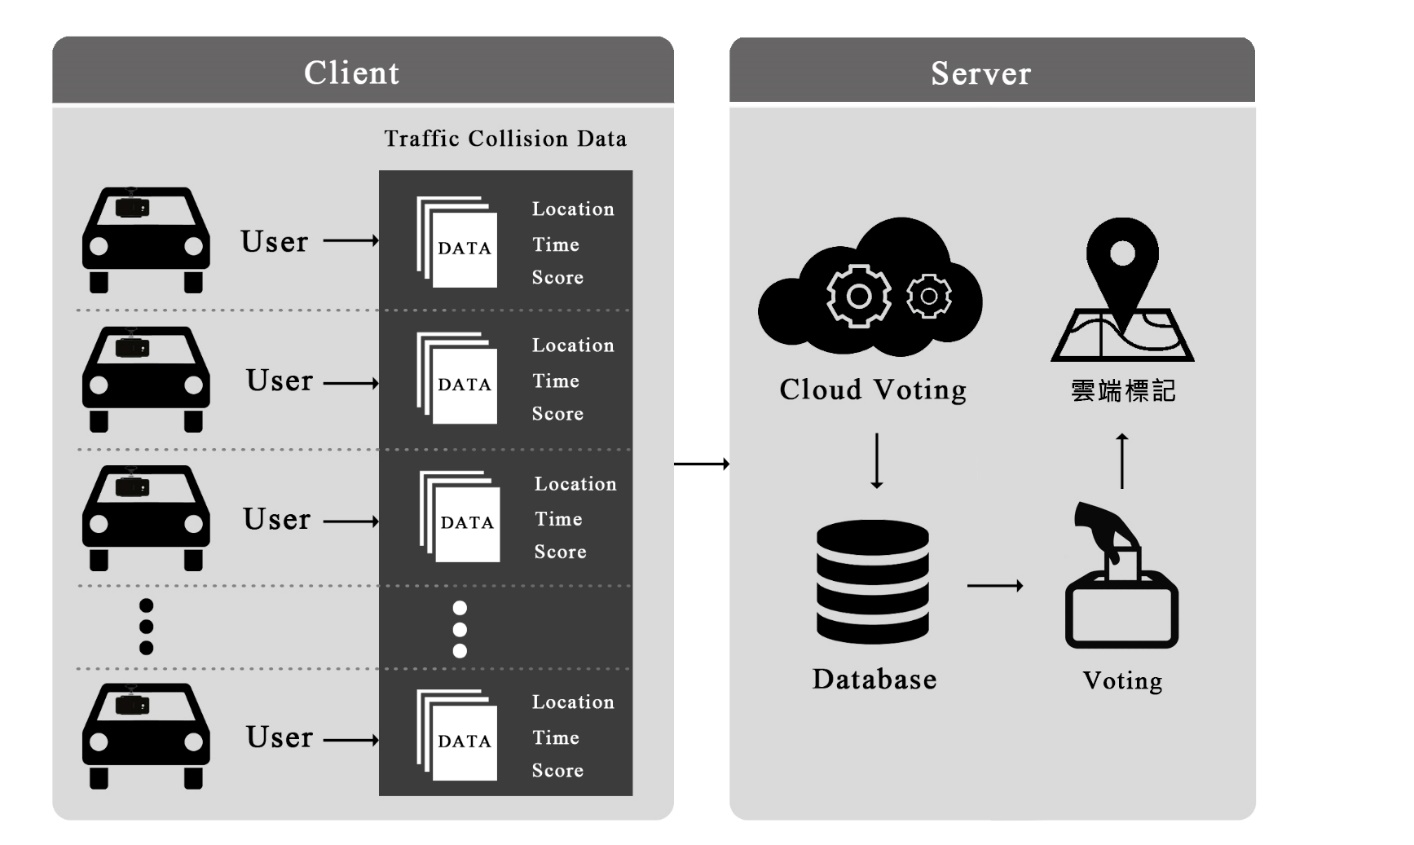 Client
Traffic Collision Data
User
DATA
Location
Time
Score
User
DATA
Location
Time
Score
User
DATA
Location
Time
Score
User
DATA
Location
Time
Score
Server
Cloud Voting
雲端標記
Database
Voting